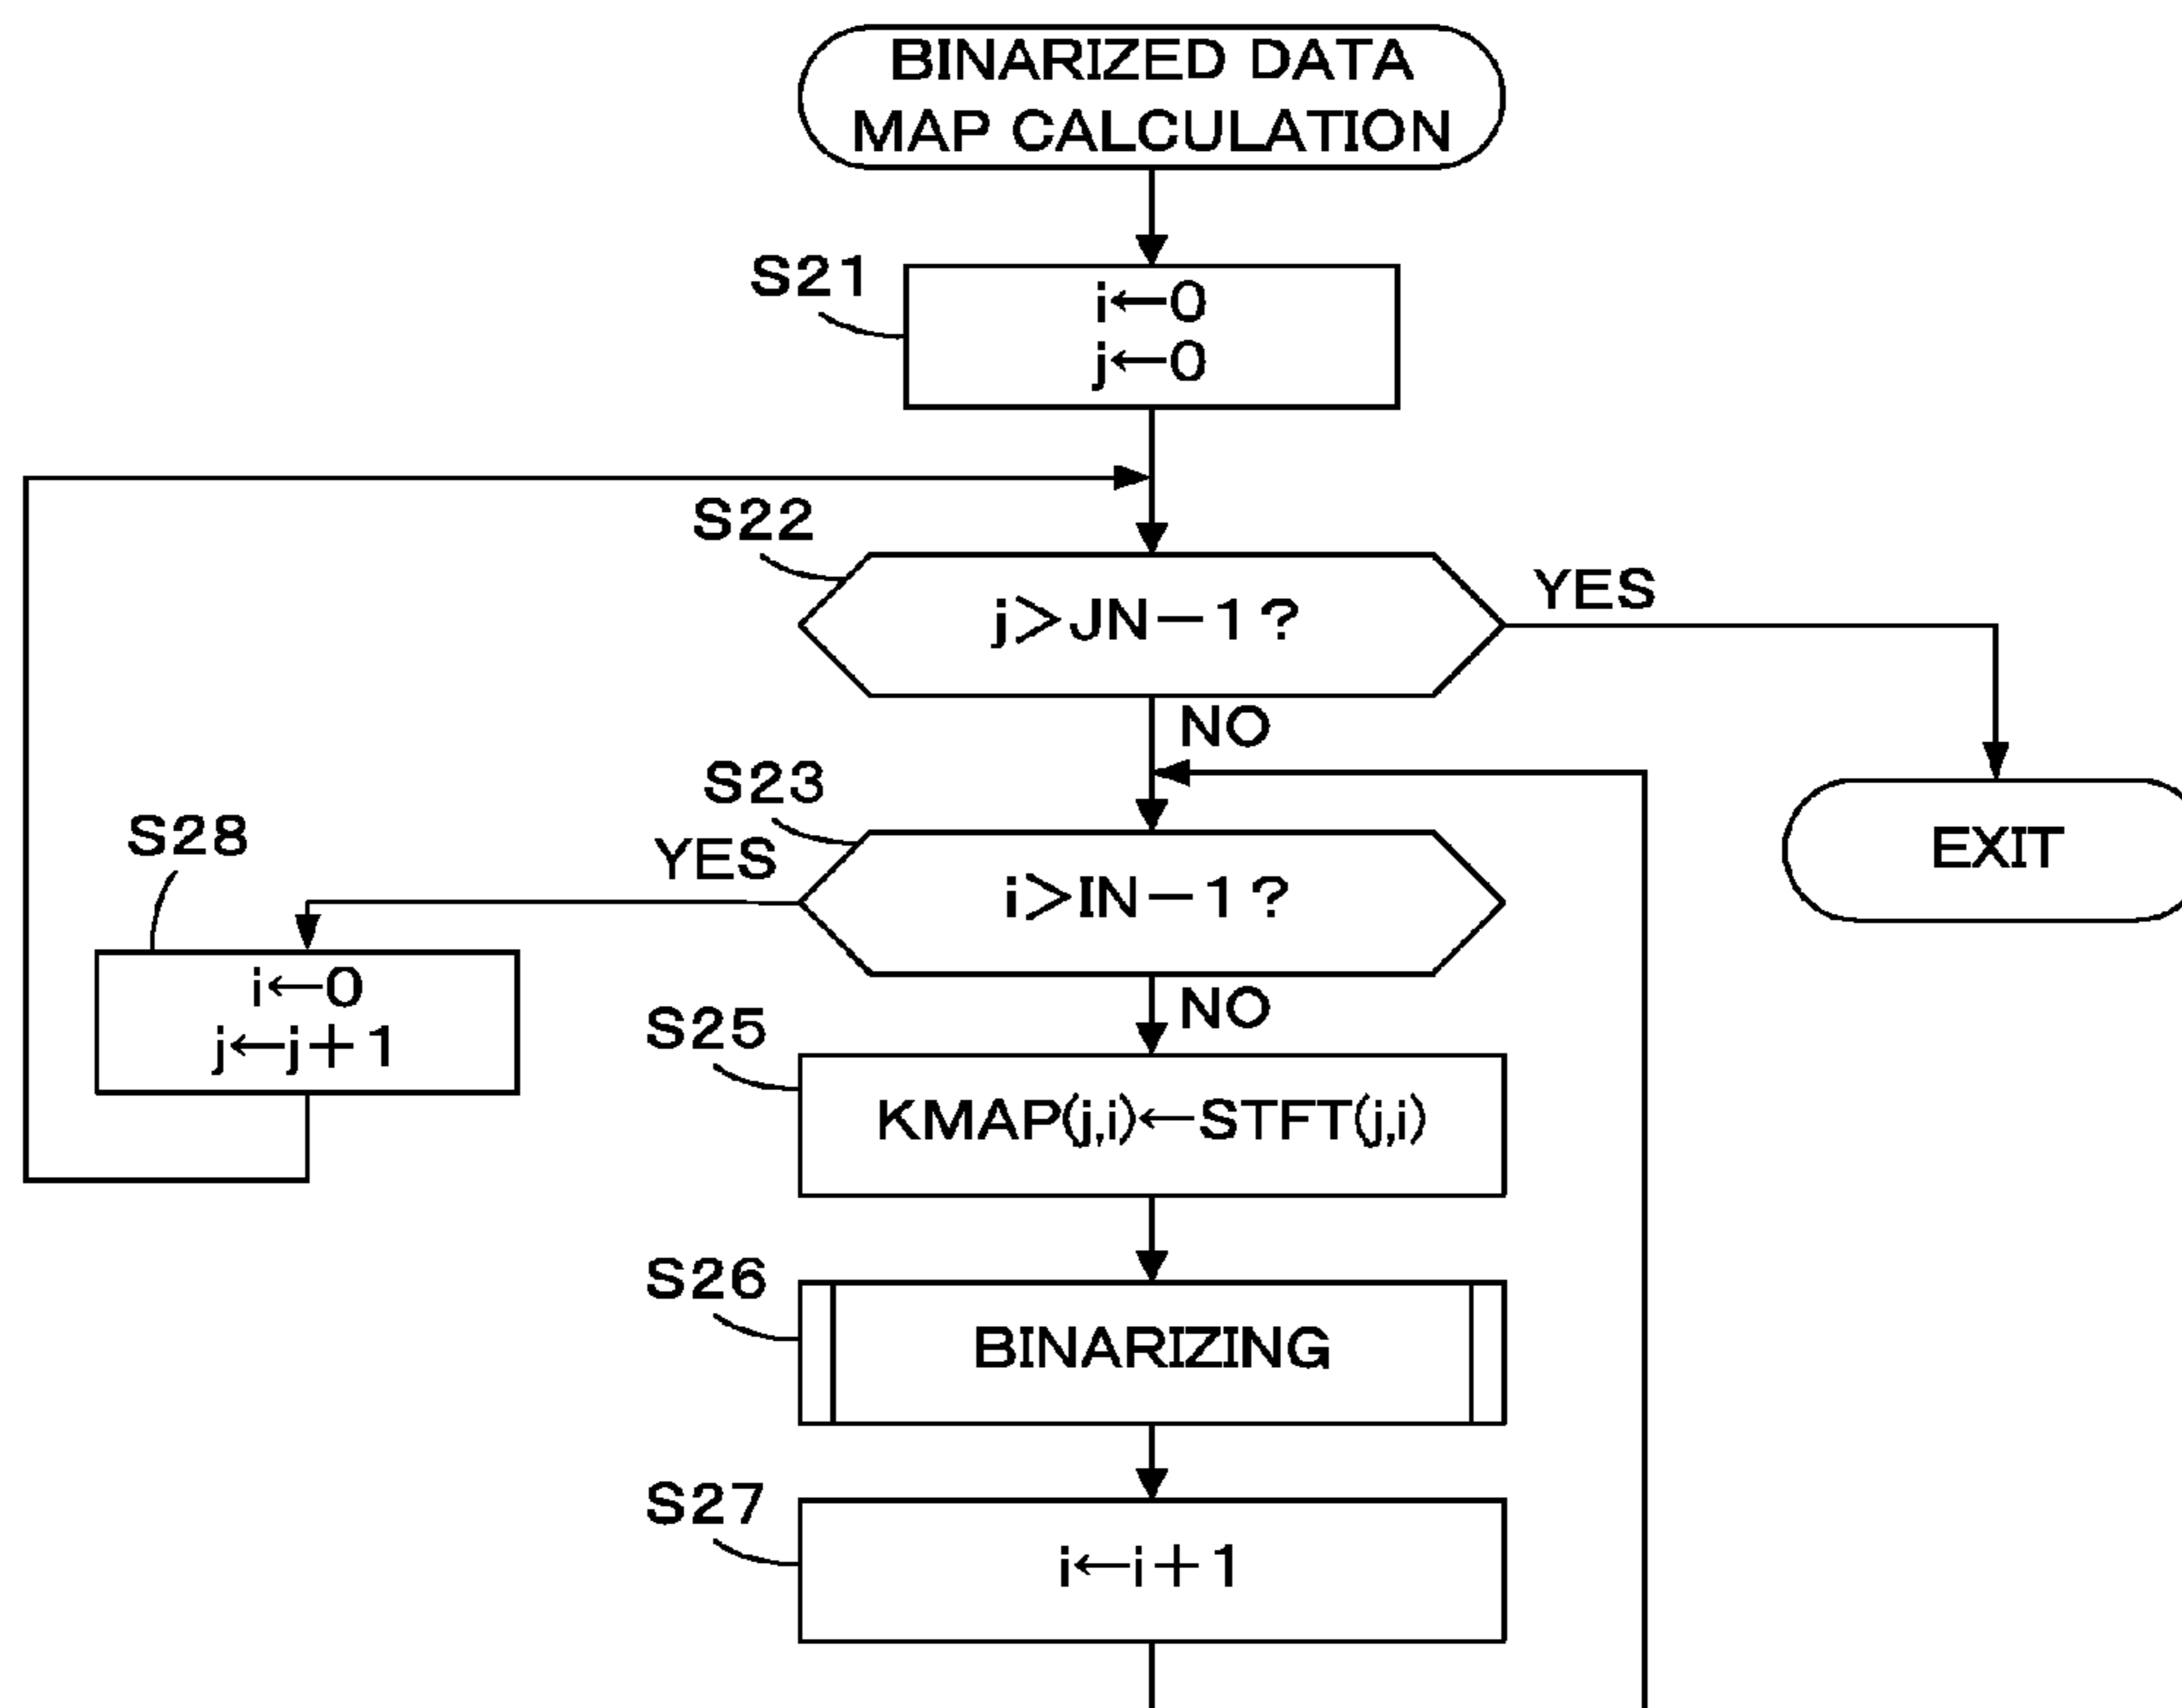 BINARIZED DATA
MAP CALCULATION
S21
i←0
j←0
S22
j>JN−1?
YES
NO
S23
YES
i>IN−1?
EXIT
S28
i←0
j←j+1
NO
S25
KMAP(j,i)←STFT(j,i)
S26
BINARIZING
S27
i←i+1